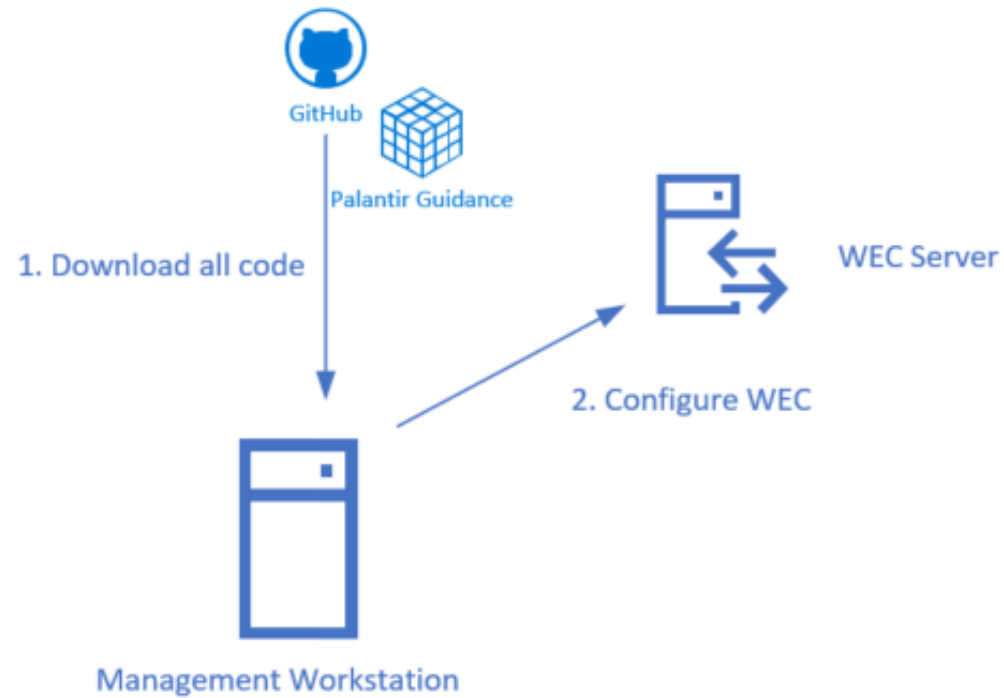 GitHub
Palantir Guidance
1. Download all code
WEC Server
2. Configure WEC
Management Workstation